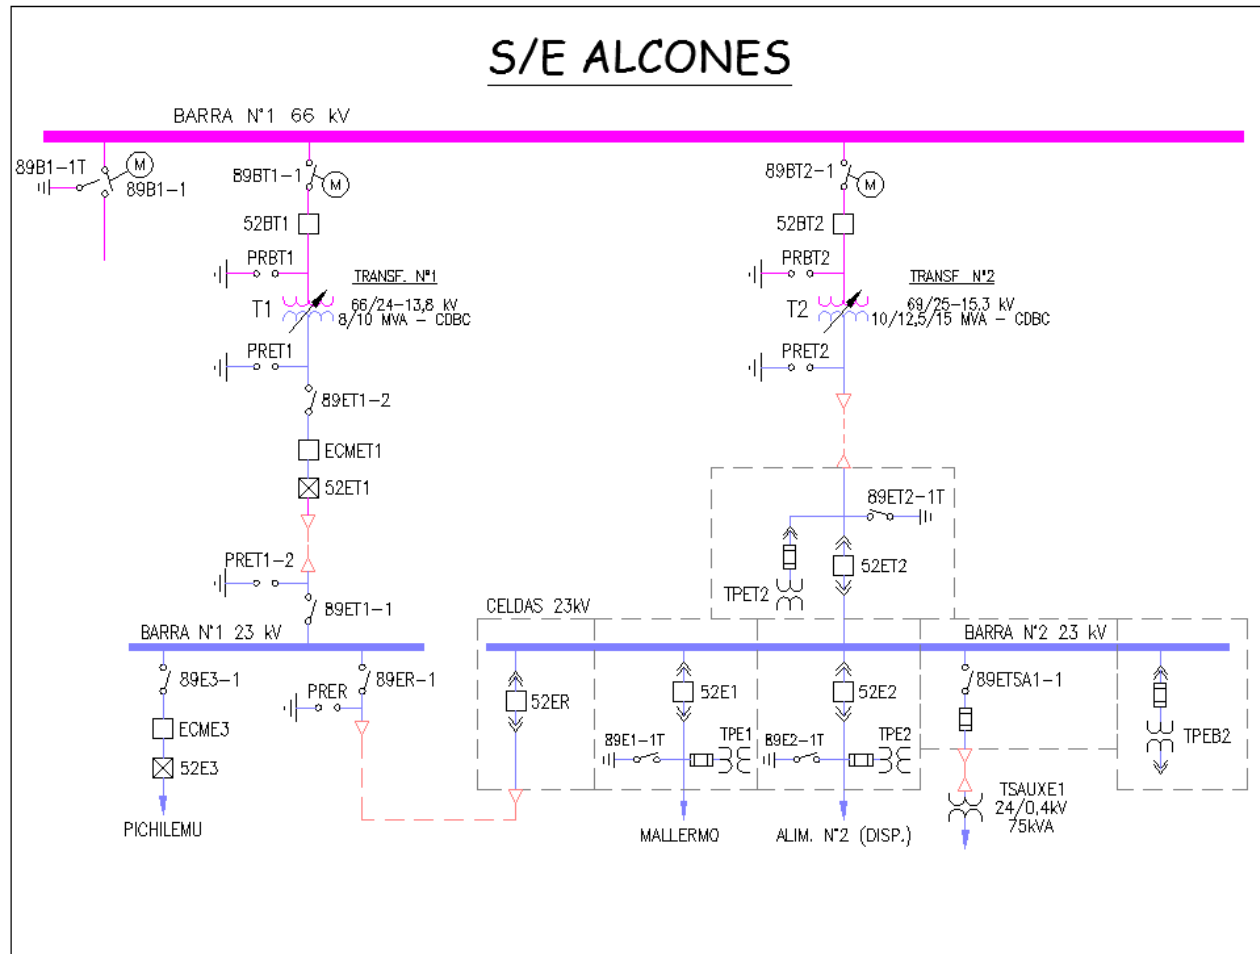 S/E ALCONES
BARRA N°1 66 kV
89B1-1T
M
89B1-1
89BT1-1
M
89BT2-1
M
52BT1
52BT2
PRBT1
PRBT2
TRANSF. N°1
66/24-13,8 kV
8/10 MVA - CDBC
T1
TRANSF N°2
69/25-15.3 kV
10/12,5/15 MVA - CDBC
T2
PRET1
PRET2
89ET1-2
ECMET1
52ET1
89ET2-1T
PRET1-2
52ET2
TPET2
89ET1-1
CELDAS 23kV
BARRA N°1 23 kV
BARRA N°2 23 kV
89E3-1
PRER
89ER-1
52ER
52E1
52E2
89ETSA1-1
ECME3
89E1-1T
TPE1
89E2-1T
TPE2
TPEB2
52E3
TSAUXE1
24/0,4kV
75kVA
PICHILEMU
MALLERMO
ALIM. N°2 (DISP.)